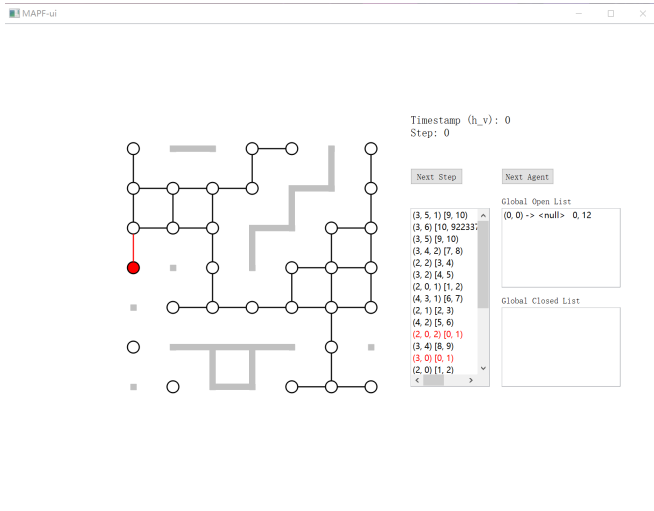 MAPF-ui
Timestamp (h_v): 0
Step: 0
Next Step
Next Agent
Global Open List
(3, 5, 1) [9, 10)
(3, 6) [10, 922337
(3, 5) [9, 10)
(3, 4, 2) [7, 8)
(2, 2) [3, 4)
(3, 2) [4, 5)
(2, 0, 1) [1, 2)
(4, 3, 1) [6, 7)
(2, 1) [2, 3)
(4, 2) [5, 6)
(2, 0, 2) [0, 1)
(3, 4) [8, 9)
(3, 0) [0, 1)
(2, 0) [1, 2)
(0, 0) -> <null> 0, 12
Global Closed List